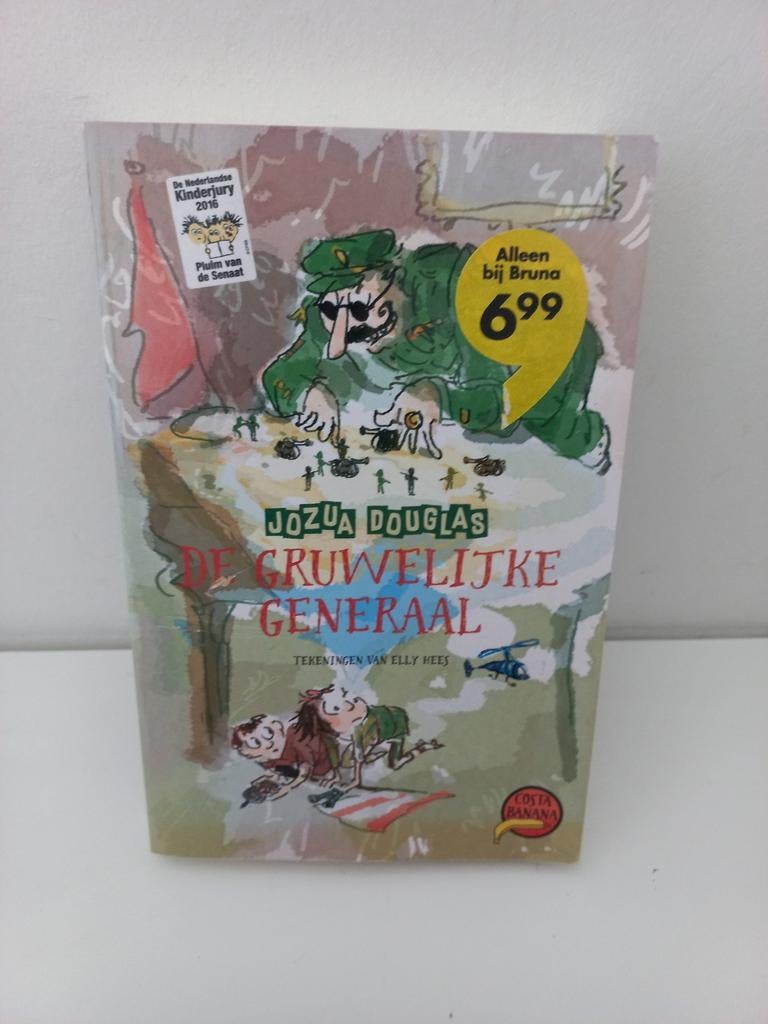 De Nederlandse
Kinderjury
2016
Pluim van
de Senaat
Alleen
bij Bruna
6.99
JOZUA DOUGLAS
DE GRUWELIJKE
GENERAAL
TEKENINGEN VAN ELLY HEES
COSTA
BANANA